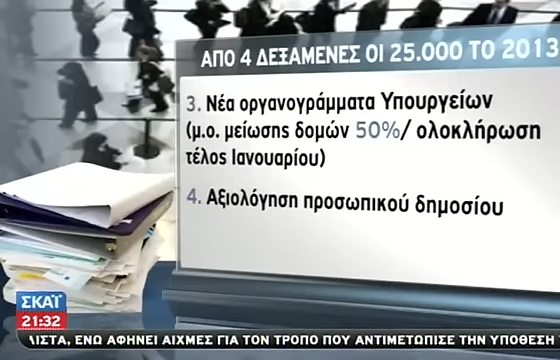 ΑΠΟ 4 ΔΕΞΑΜΕΝΕΣ ΟΙ 25.000 ΤΟ 2013
3. Νέα οργανογράμματα Υπουργείων
(μ.ο. μείωσης δομών 50%/ ολοκλήρωση
τέλος Ιανουαρίου)
4. Αξιολόγηση προσωπικού δημοσίου
ΣΚΑΪ
21:32
ΛΙΣΤΑ, ΕΝΩ ΑΦΗΝΕΙ ΑΙΧΜΕΣ ΓΙΑ ΤΟΝ ΤΡΟΠΟ ΠΟΥ ΑΝΤΙΜΕΤΩΠΙΣΕ ΤΗΝ ΥΠΟΘΕΣΗ